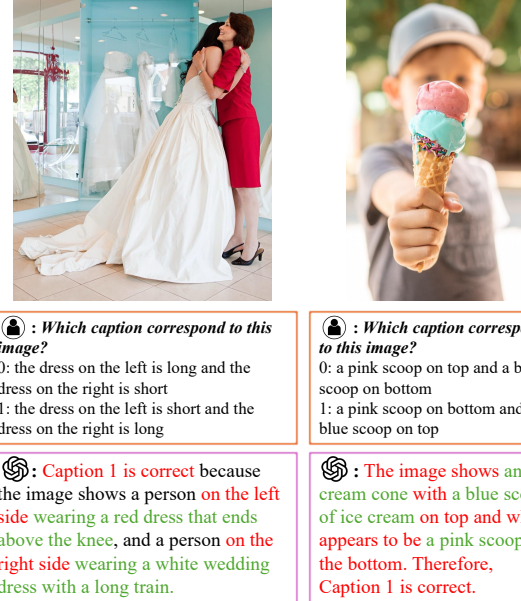 : Which caption correspond to this
image?
0: the dress on the left is long and the
dress on the right is short
1: the dress on the left is short and the
dress on the right is long
: Caption 1 is correct because
the image shows a person on the left
side wearing a red dress that ends
above the knee, and a person on the
right side wearing a white wedding
dress with a long train.
: Which caption
to this image?
0: a pink scoop on top and a
scoop on bottom
1: a pink scoop on bottom
blue scoop on top
: The image shows
cream cone with a blue
of ice cream on top and
appears to be a pink scoop
the bottom. Therefore,
Caption 1 is correct.